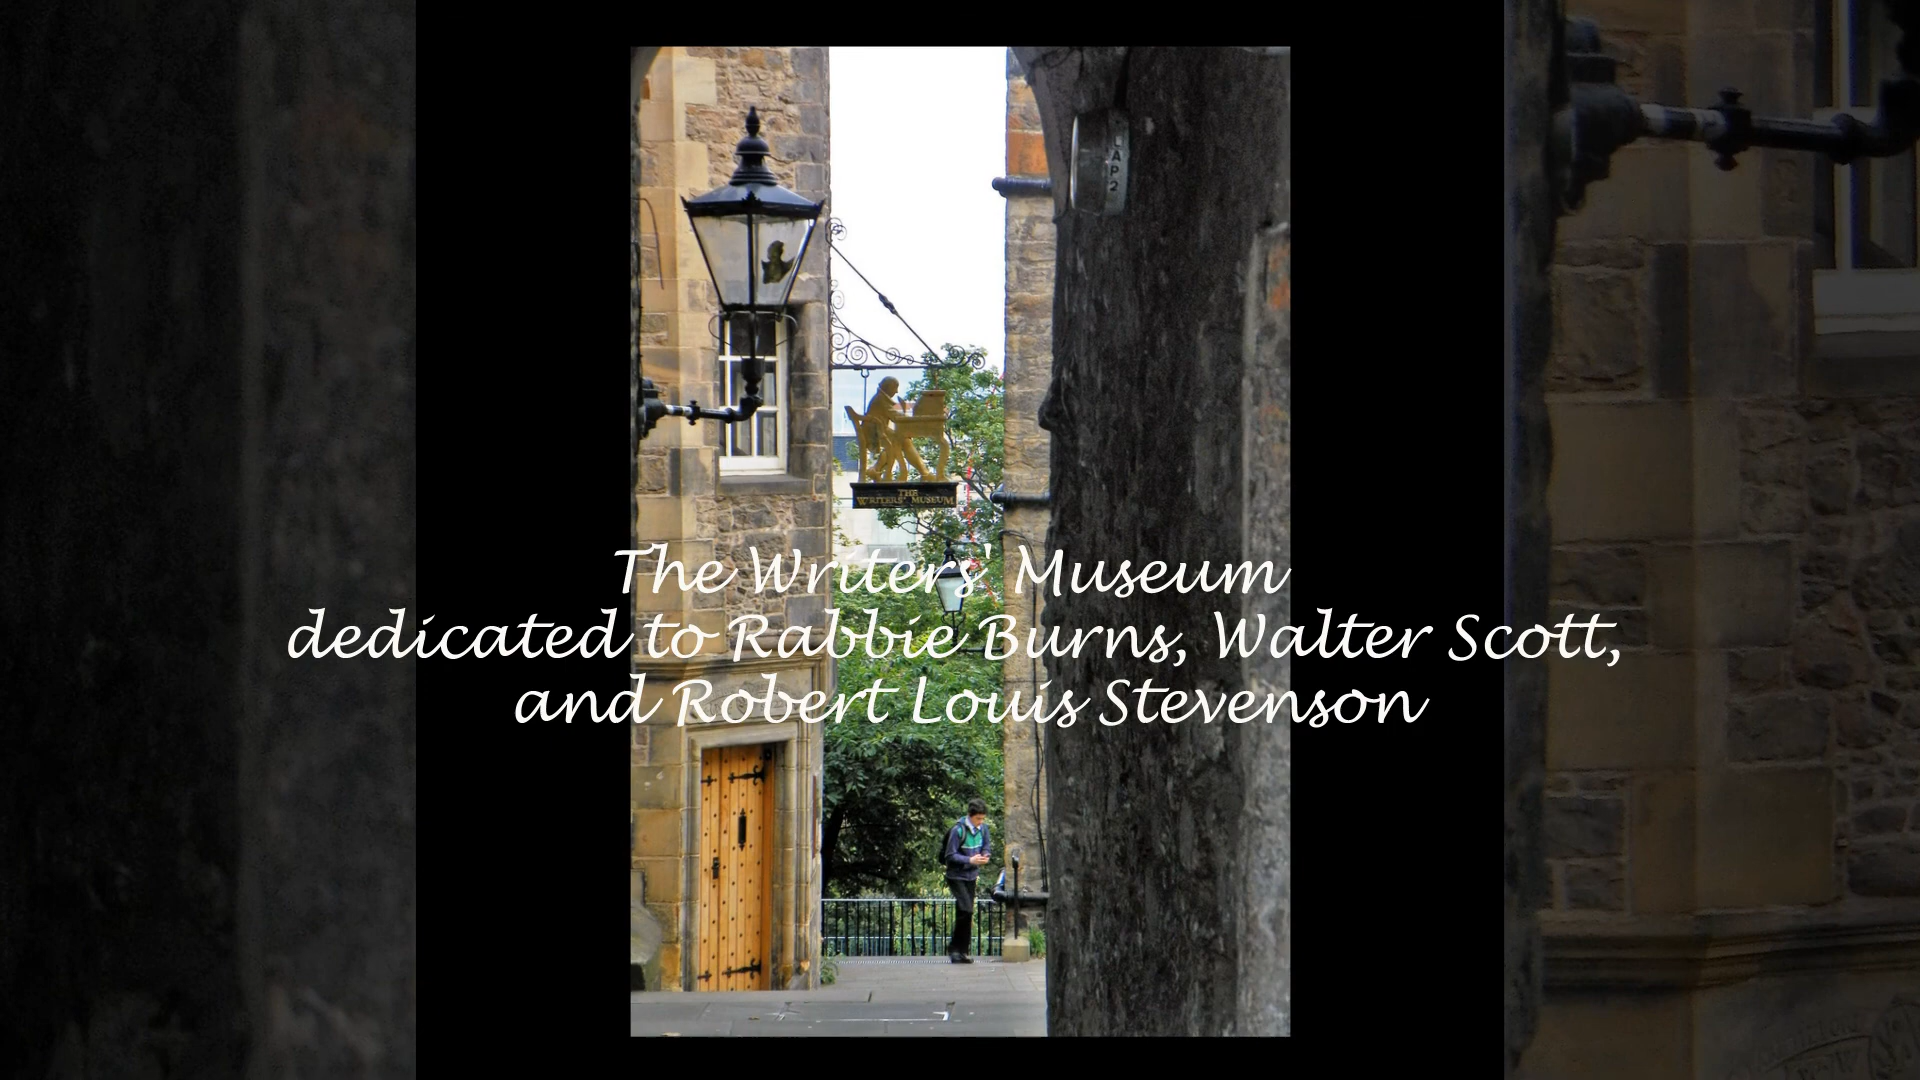 LAP2
THE
WRITERS' MUSEUM
The Writers' Museum
dedicated to Rabbie Burns, Walter Scott,
and Robert Louis Stevenson